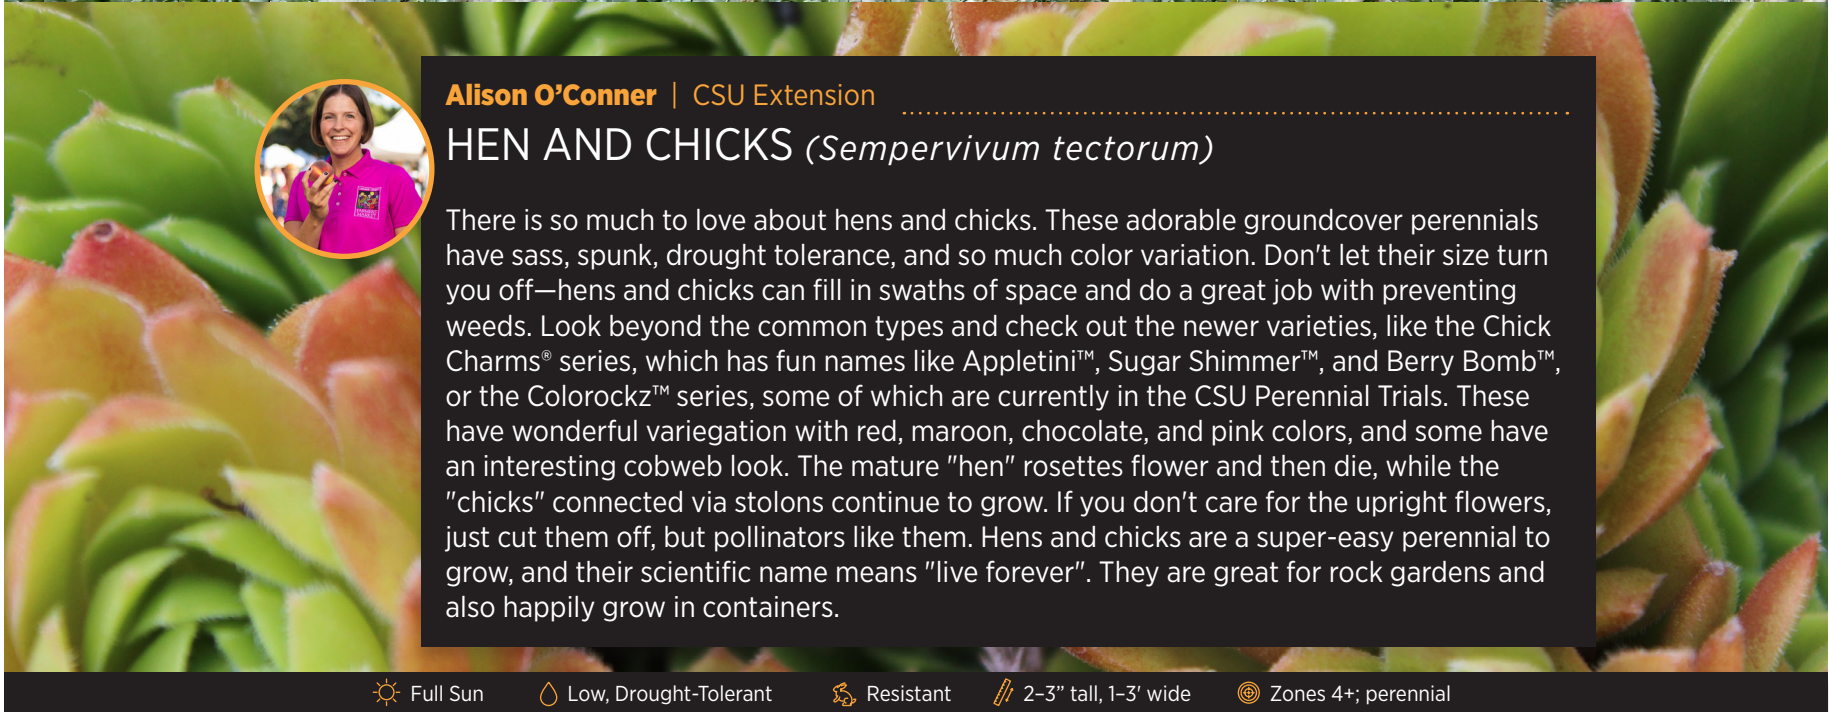 Alison O’Conner | CSU Extension
HEN AND CHICKS (Sempervivum tectorum)
There is so much to love about hens and chicks. These adorable groundcover perennials
have sass, spunk, drought tolerance, and so much color variation. Don't let their size turn
you off—hens and chicks can fill in swaths of space and do a great job with preventing
weeds. Look beyond the common types and check out the newer varieties, like the Chick
Charms® series, which has fun names like Appletini™, Sugar Shimmer™, and Berry Bomb™,
or the Colorockz™ series, some of which are currently in the CSU Perennial Trials. These
have wonderful variegation with red, maroon, chocolate, and pink colors, and some have
an interesting cobweb look. The mature "hen" rosettes flower and then die, while the
"chicks" connected via stolons continue to grow. If you don't care for the upright flowers,
just cut them off, but pollinators like them. Hens and chicks are a super-easy perennial to
grow, and their scientific name means "live forever". They are great for rock gardens and
also happily grow in containers.
Full Sun Low, Drought-Tolerant Resistant 2–3” tall, 1–3' wide Zones 4+; perennial